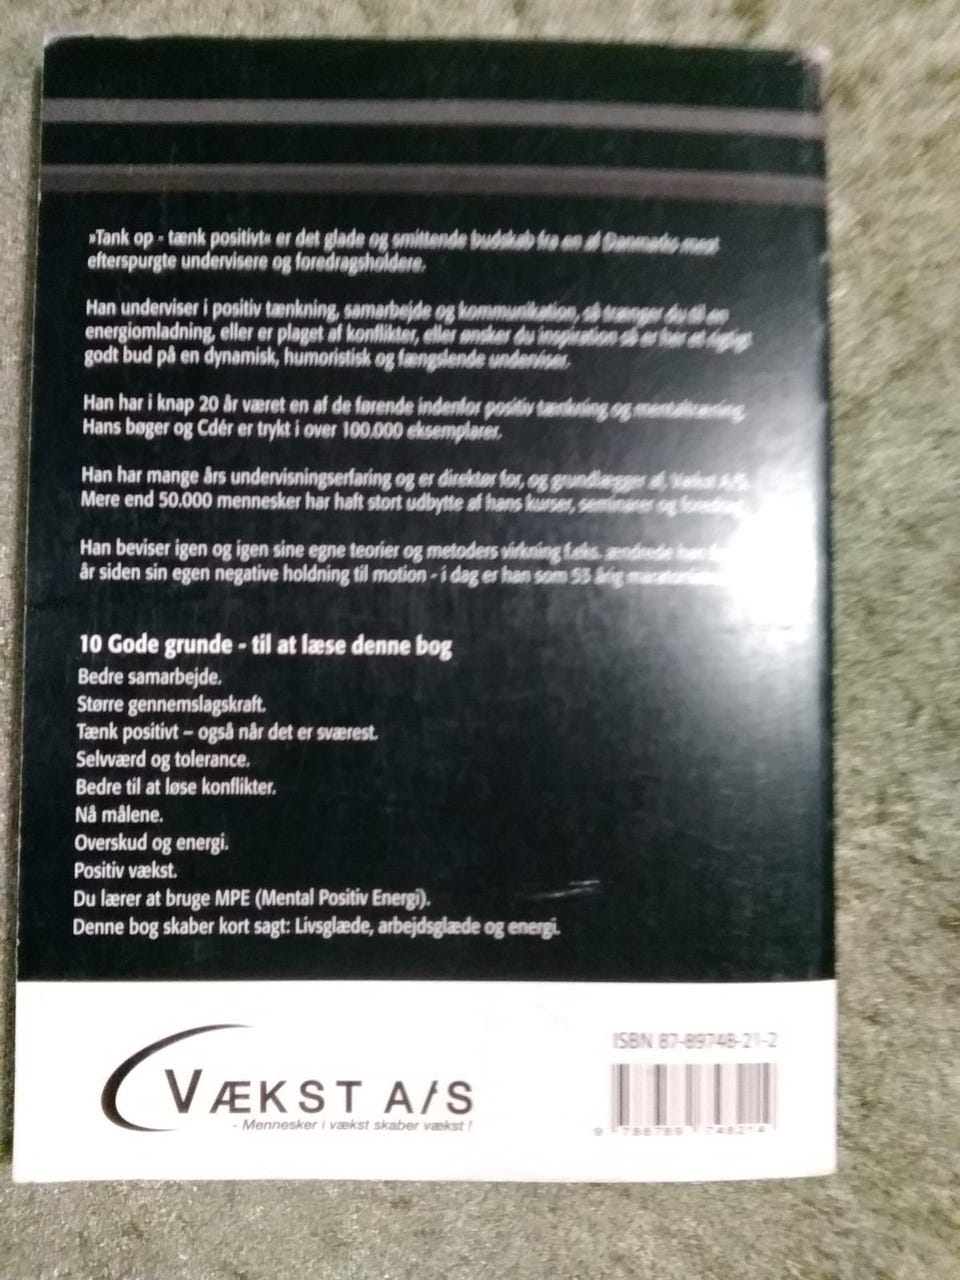 »Tank op - tænk positivt« er det glade og smittende budskab fra en af Danmarks mest
efterspurgte undervisere og foredragsholdere.
Han underviser i positiv tænkning, samarbejde og kommunikation, så trænger du til en
energiomladning, eller er plaget af konflikter, eller ønsker du inspiration så er her et rigtigt
godt bud på en dynamisk, humoristisk og fængslende underviser.
Han har i knap 20 år været en af de førende indenfor positiv tænkning og mentaltræning.
Hans bøger og Cdér er trykt i over 100.000 eksemplarer.
Han har mange års undervisningserfaring og er direktør for, og grundlægger af, Vækst A/S.
Mere end 50.000 mennesker har haft stort udbytte af hans kurser, seminarer og foredrag.
Han beviser igen og igen sine egne teorier og metoders virkning f.eks. ændrede han
år siden sin egen negative holdning til motion - i dag er han som 55 årig
10 Gode grunde - til at læse denne bog
Bedre samarbejde.
Større gennemslagskraft.
Tænk positivt – også når det er sværest.
Selvværd og tolerance.
Bedre til at løse konflikter.
Nå målene.
Overskud og energi.
Positiv vækst.
Du lærer at bruge MPE (Mental Positiv Energi).
Denne bog skaber kort sagt: Livsglæde, arbejdsglæde og energi.
VÆKST A/S
- Mennesker i vækst skaber vækst !
ISBN 87-89748-21-2
9 788789 748214